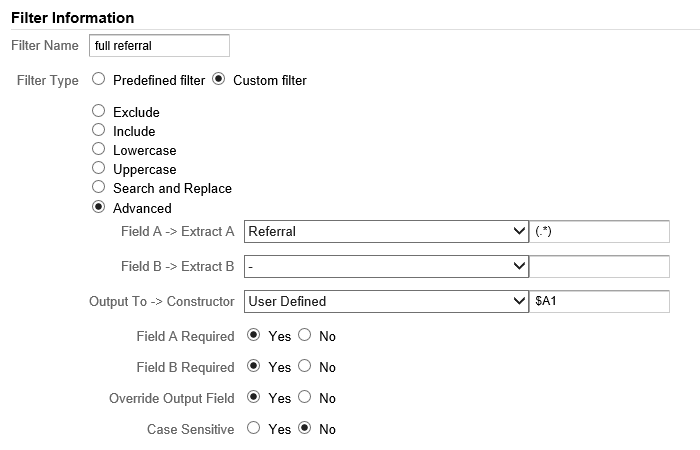 Filter Information
Filter Name full referral
Filter Type Predefined filter Custom filter
Exclude
Include
Lowercase
Uppercase
Search and Replace
Advanced
Field A -> Extract A Referral (.*)
Field B -> Extract B -
Output To -> Constructor User Defined $A1
Field A Required Yes No
Field B Required Yes No
Override Output Field Yes No
Case Sensitive Yes No